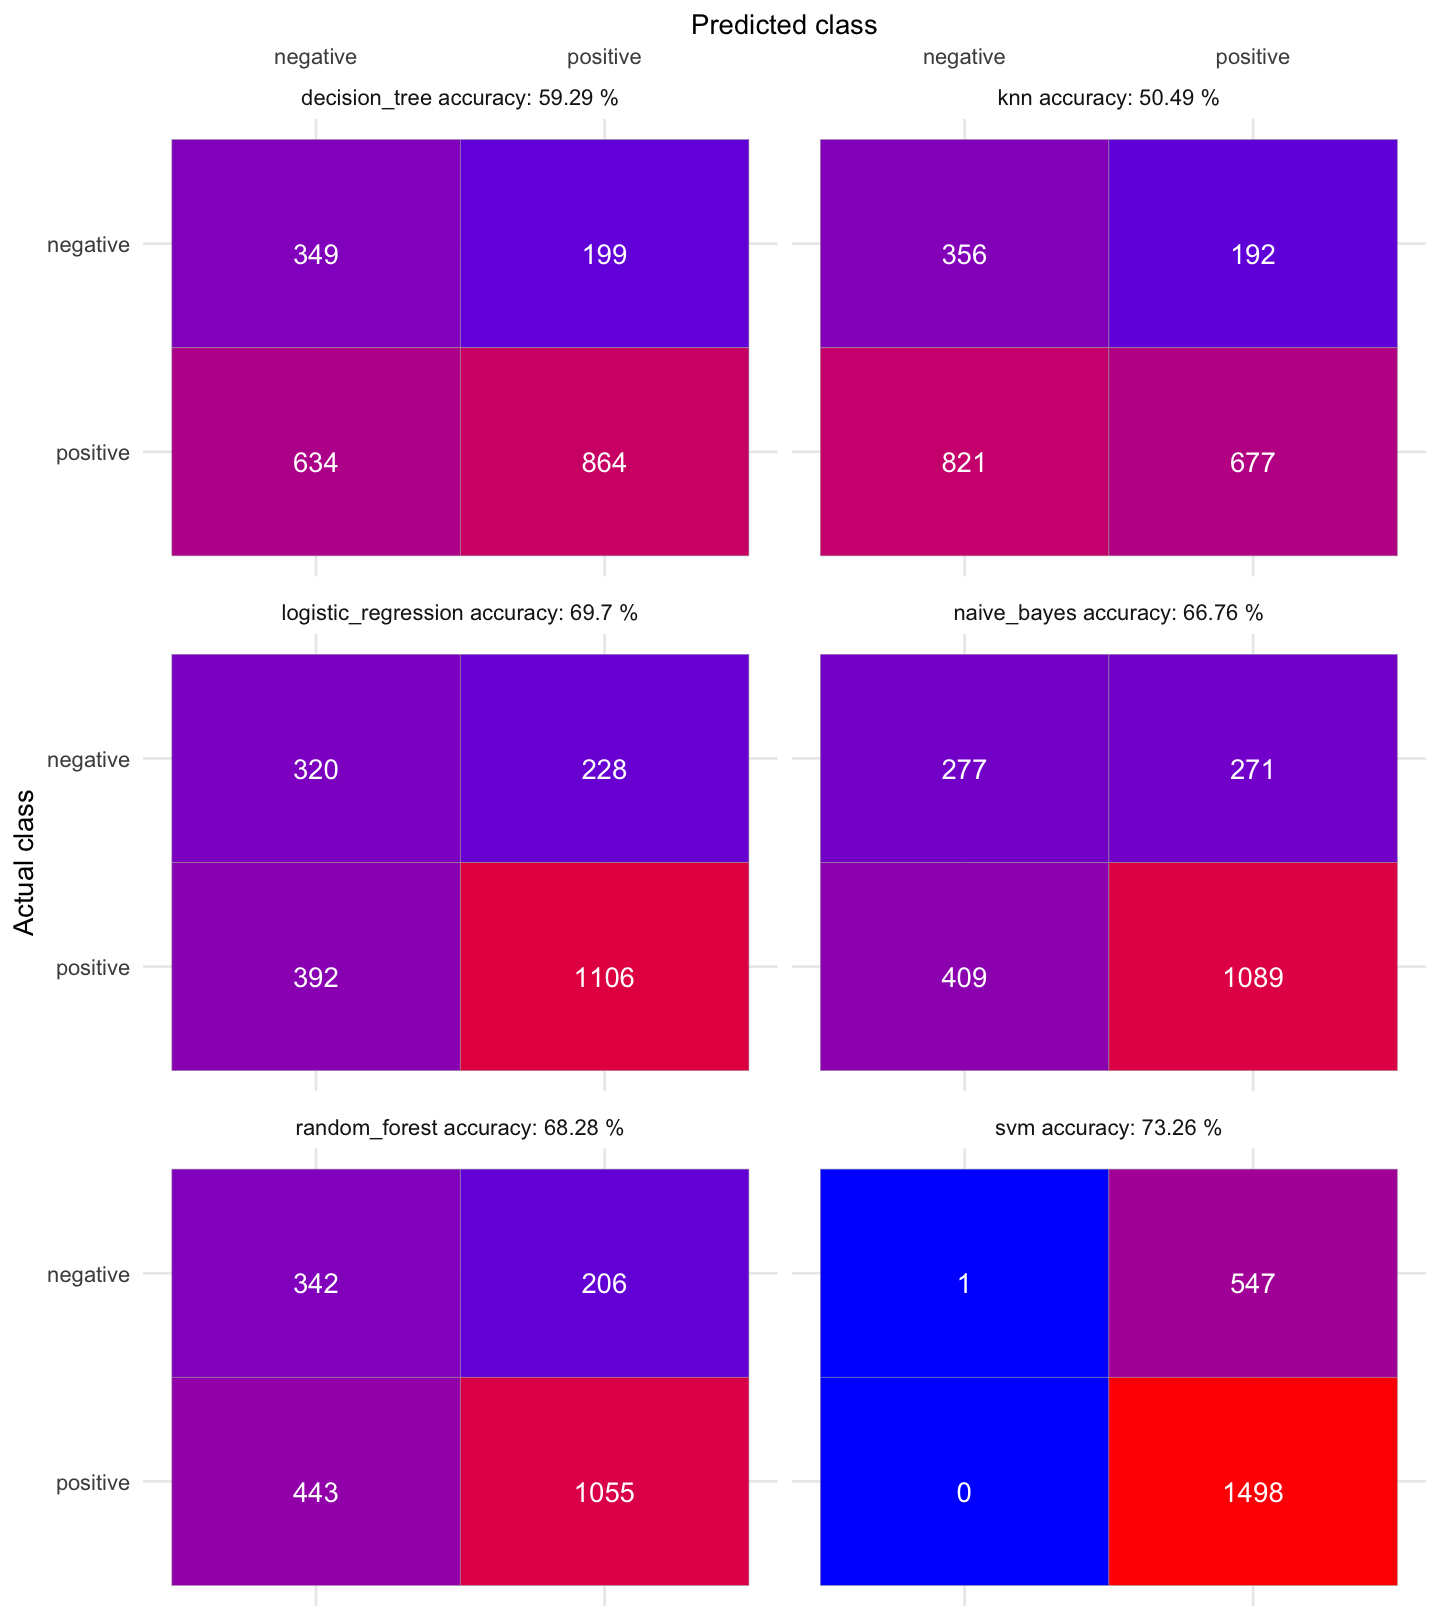 Predicted class
negative positive negative positive
decision_tree accuracy: 59.29 % knn accuracy: 50.49 %
negative 349 199 356 192
positive 634 864 821 677
logistic_regression accuracy: 69.7 % naive_bayes accuracy: 66.76 %
negative 320 228 277 271
Actual class
positive 392 1106 409 1089
random_forest accuracy: 68.28 % svm accuracy: 73.26 %
negative 342 206 1 547
positive 443 1055 0 1498